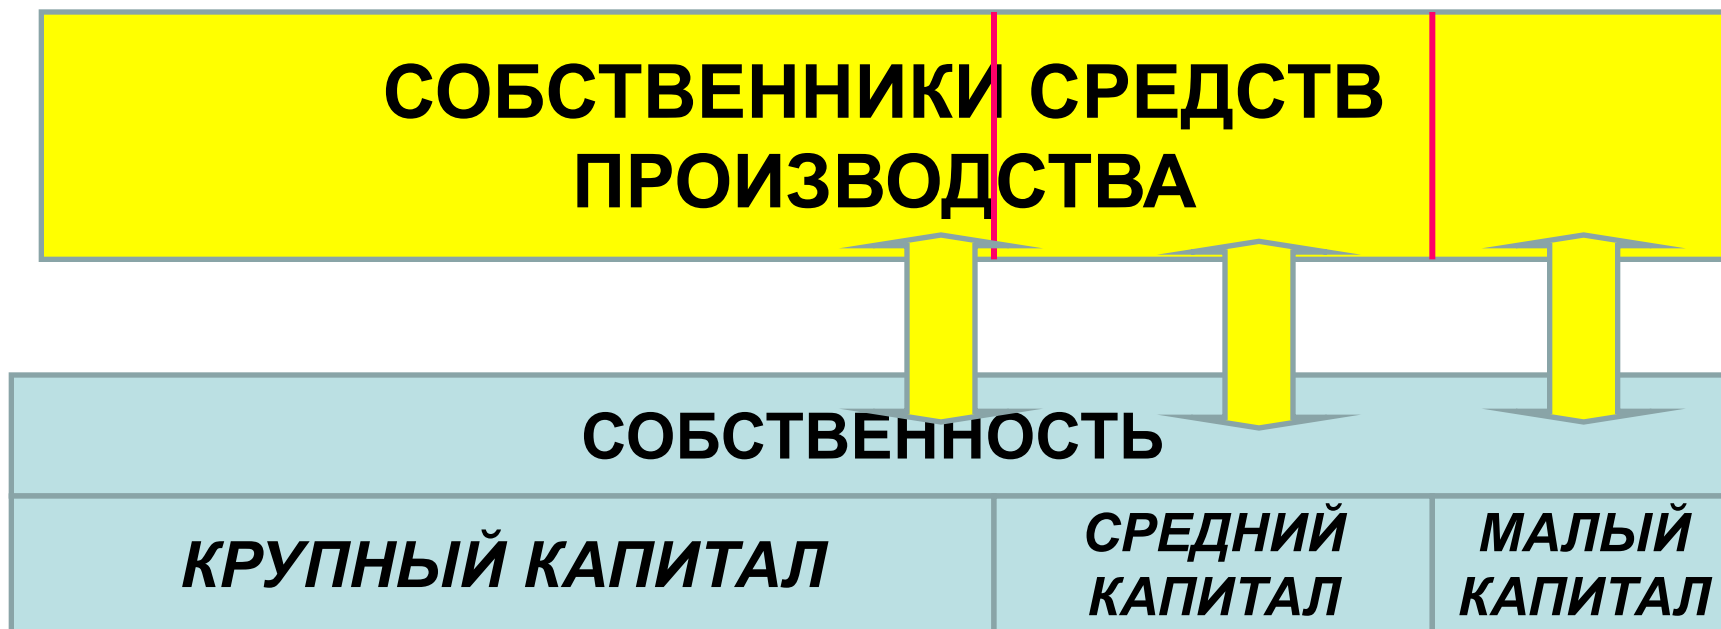 СОБСТВЕННИКИ СРЕДСТВ
ПРОИЗВОДСТВА
СОБСТВЕННОСТЬ
КРУПНЫЙ КАПИТАЛ
СРЕДНИЙ
КАПИТАЛ
МАЛЫЙ
КАПИТАЛ